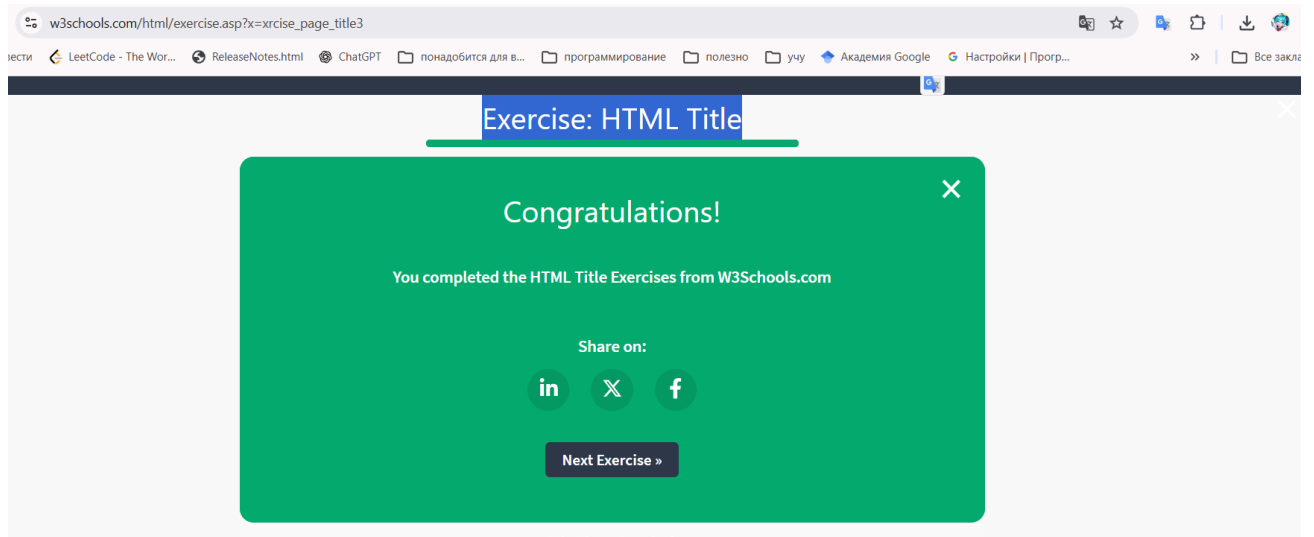 w3schools.com/html/exercise.asp?x=xrcise_page_title3
вести LeetCode - The Wor... ReleaseNotes.html ChatGPT понадобится для в... программирование полезно учу Академия Google Настройки | Прогр... » Все закла
Exercise: HTML Title
Congratulations!
You completed the HTML Title Exercises from W3Schools.com
Share on:
in X f
Next Exercise »